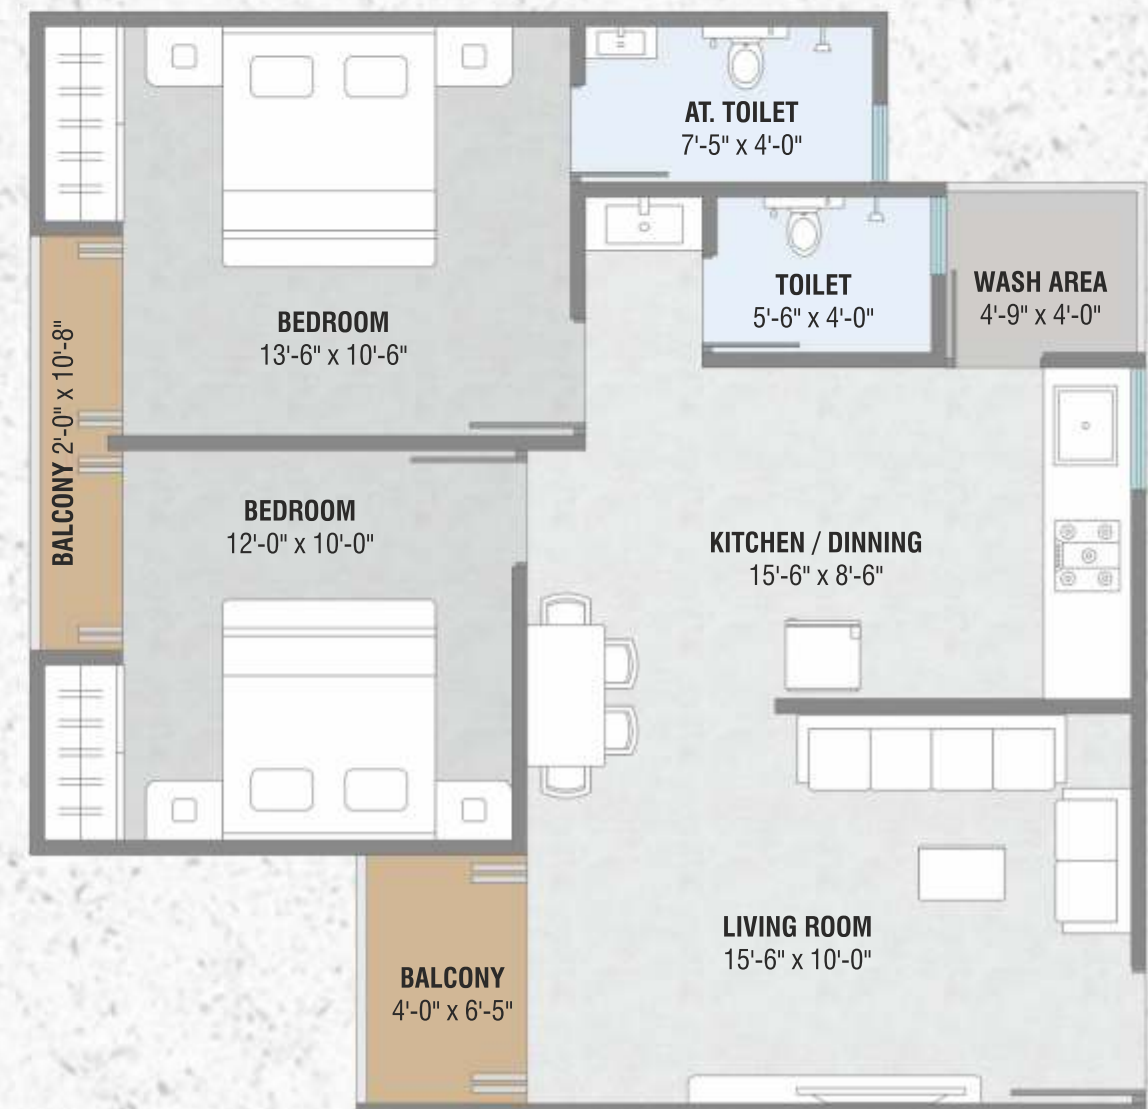 AT. TOILET
7'-5" x 4'-0"
TOILET
5'-6" x 4'-0"
WASH AREA
4'-9" x 4'-0"
BEDROOM
13'-6" x 10'-6"
BALCONY 2'-0" x 10'-8"
BEDROOM
12'-0" x 10'-0"
KITCHEN / DINNING
15'-6" x 8'-6"
LIVING ROOM
15'-6" x 10'-0"
BALCONY
4'-0" x 6'-5"